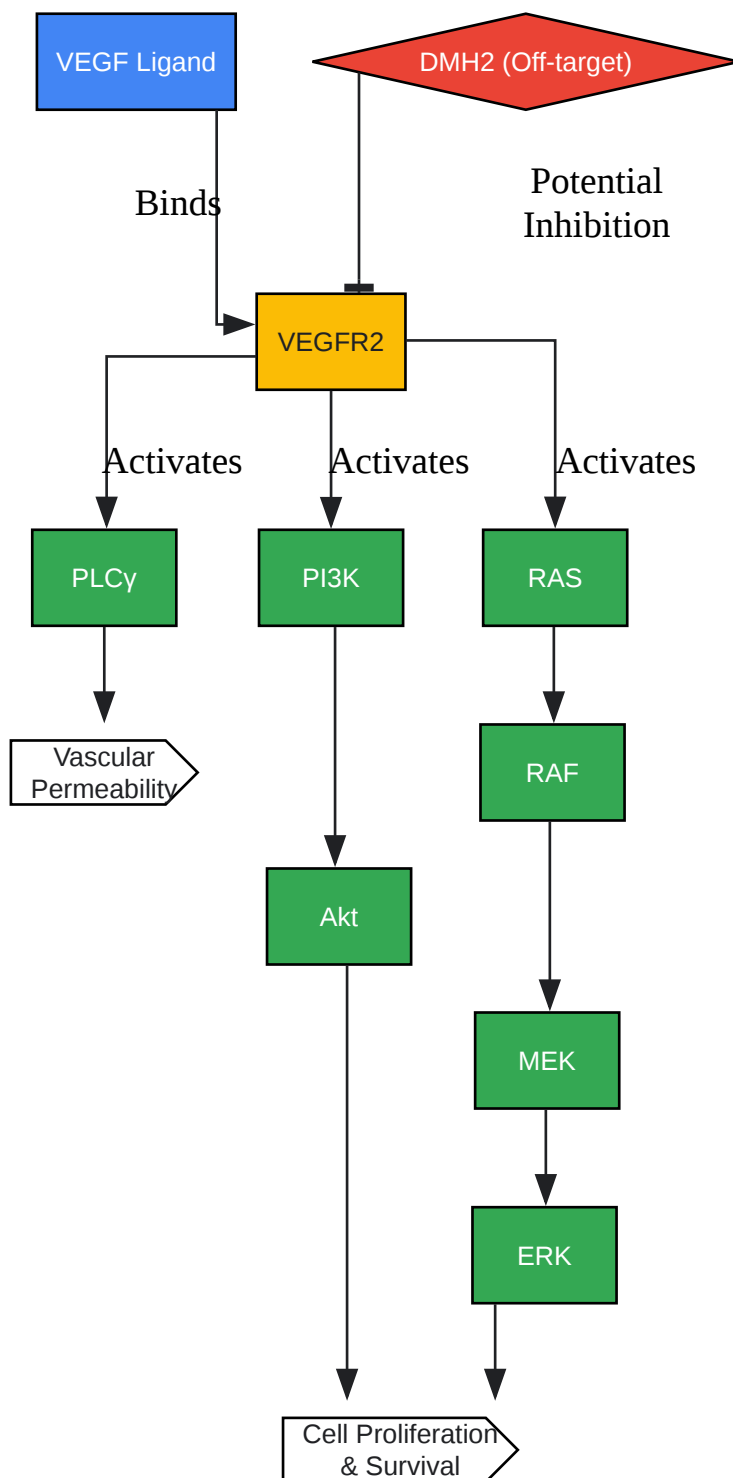 VEGF Ligand
DMH2 (Off-target)
Binds
Potential
Inhibition
VEGFR2
Activates
Activates
Activates
PLCγ
PI3K
RAS
Vascular
Permeability
RAF
Akt
MEK
ERK
Cell Proliferation
& Survival